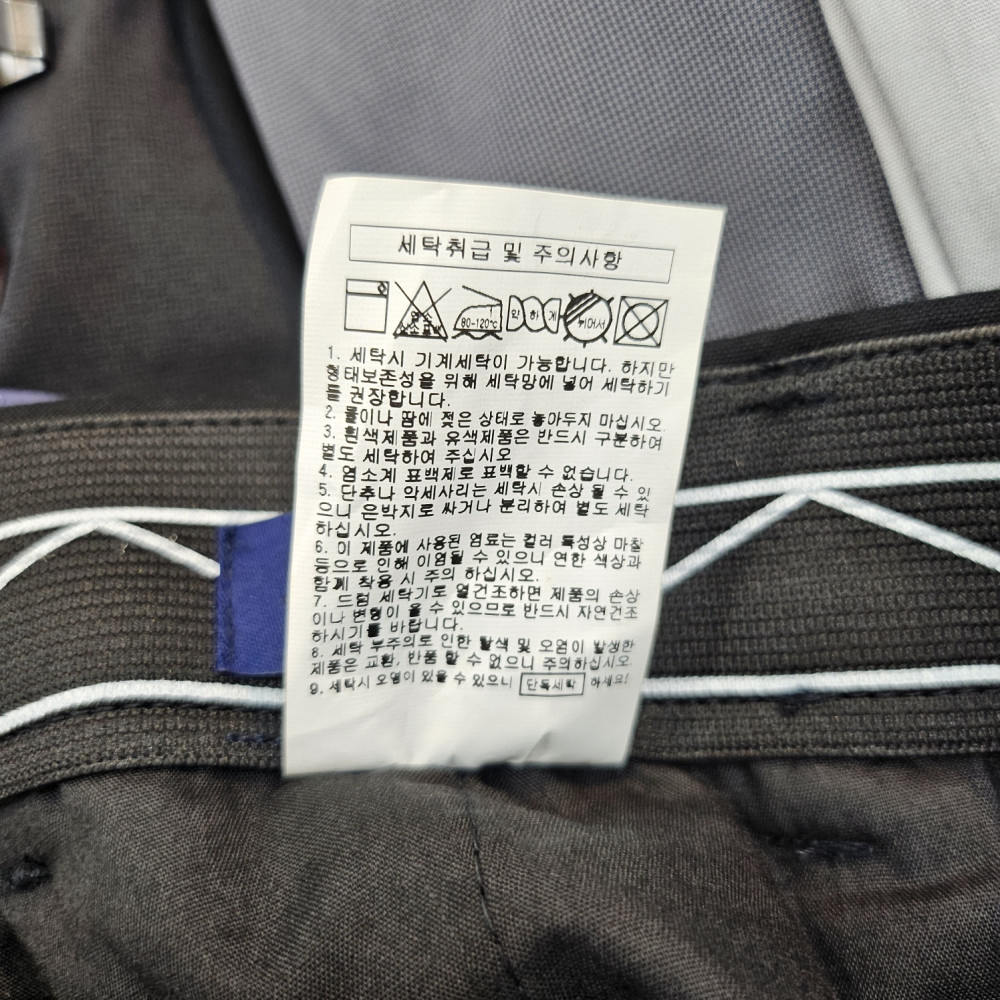 세탁취급 및 주의사항
염소 표백
80-120℃
약하게
뉘어서
1. 세탁시 기계세탁이 가능합니다. 하지만
형태보존성을 위해 세탁망에 넣어 세탁하기
를 권장합니다.
2. 물이나 땀에 젖은 상태로 놓아두지 마십시오.
3. 흰색제품과 유색제품은 반드시 구분하여
별도 세탁하여 주십시오
4. 염소계 표백제로 표백할 수 없습니다.
5. 단추나 악세사리는 세탁시 손상 될 수 있
으니 은박지로 싸거나 분리하여 별도 세탁
하십시오.
6. 이 제품에 사용된 염료는 컬러 특성상 마찰
등으로 인해 이염될 수 있으니 연한 색상과
함께 착용 시 주의 하십시오.
7. 드럼 세탁기로 열건조하면 제품의 손상
이나 변형이 올 수 있으므로 반드시 자연건조
하시기를 바랍니다.
8. 세탁 부주의로 인한 탈색 및 오염이 발생한
제품은 교환, 반품 할 수 없으니 주의하십시오.
9. 세탁시 오염이 있을 수 있으니 단독세탁 하세요!